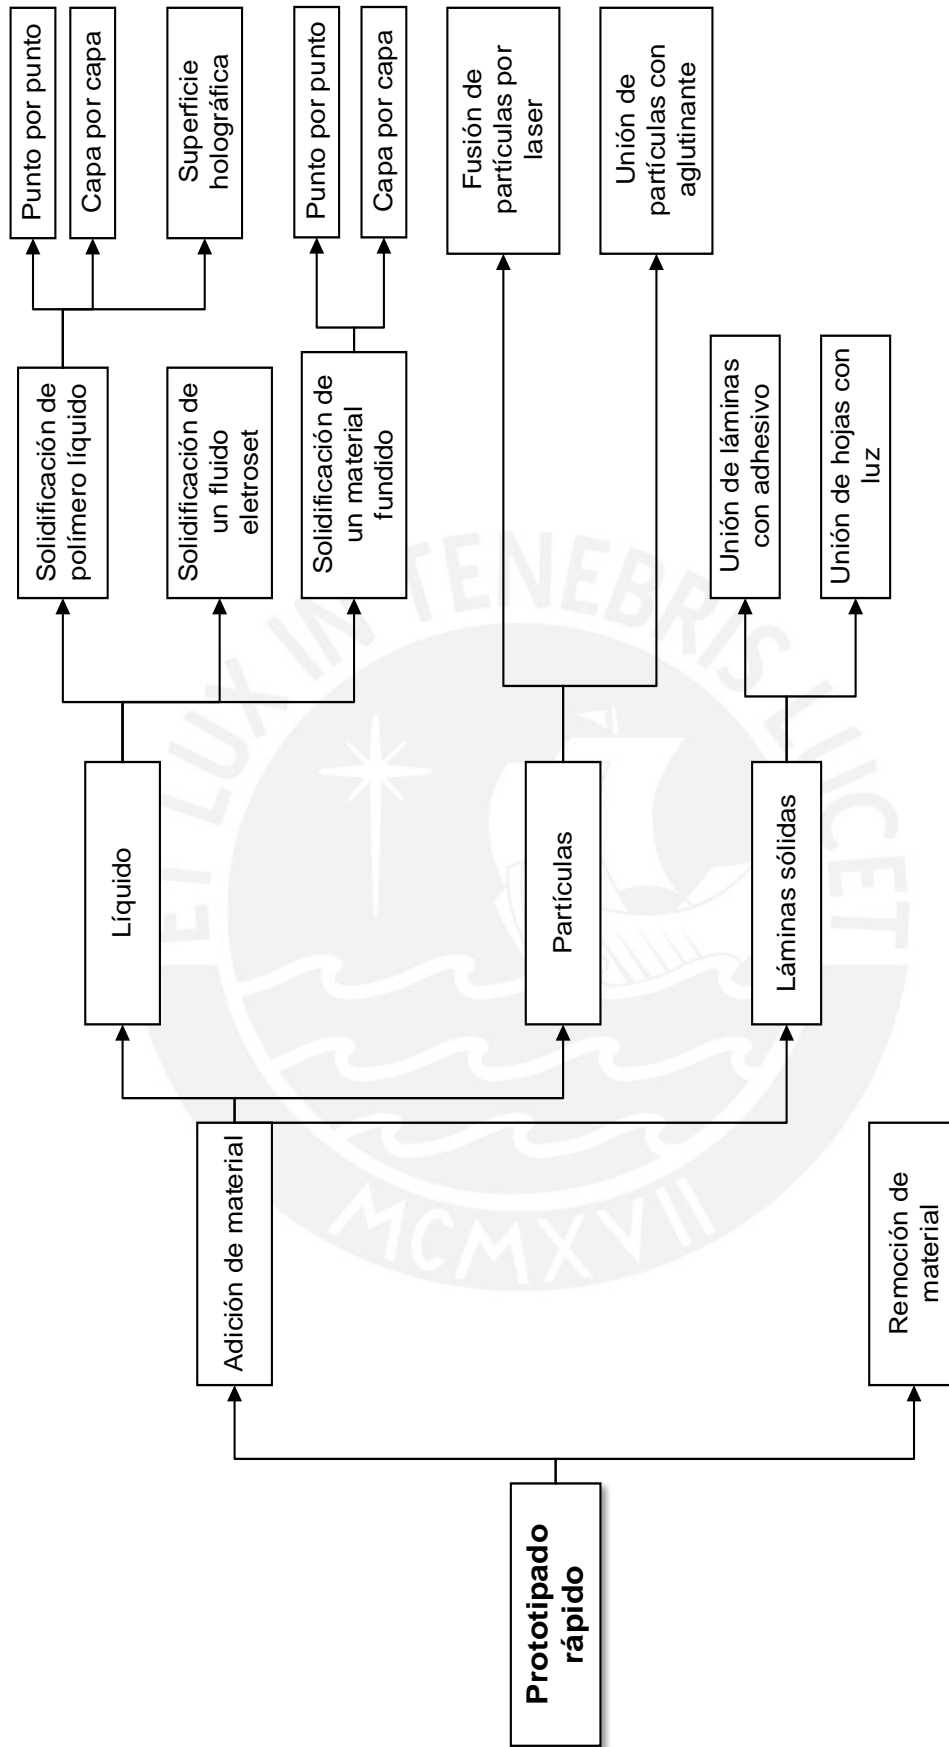 Prototipado
rápido
Adición de material
Remoción de
material
Líquido
Partículas
Láminas sólidas
Solidificación de
polímero líquido
Solidificación de
un fluido
eletroset
Solidificación de
un material
fundido
Unión de láminas
con adhesivo
Unión de hojas con
luz
Punto por punto
Capa por capa
Superficie
holográfica
Punto por punto
Capa por capa
Fusión de
partículas por
laser
Unión de
partículas con
aglutinante
ET LUX IN TENEBRIS LUCET
MCMXVII